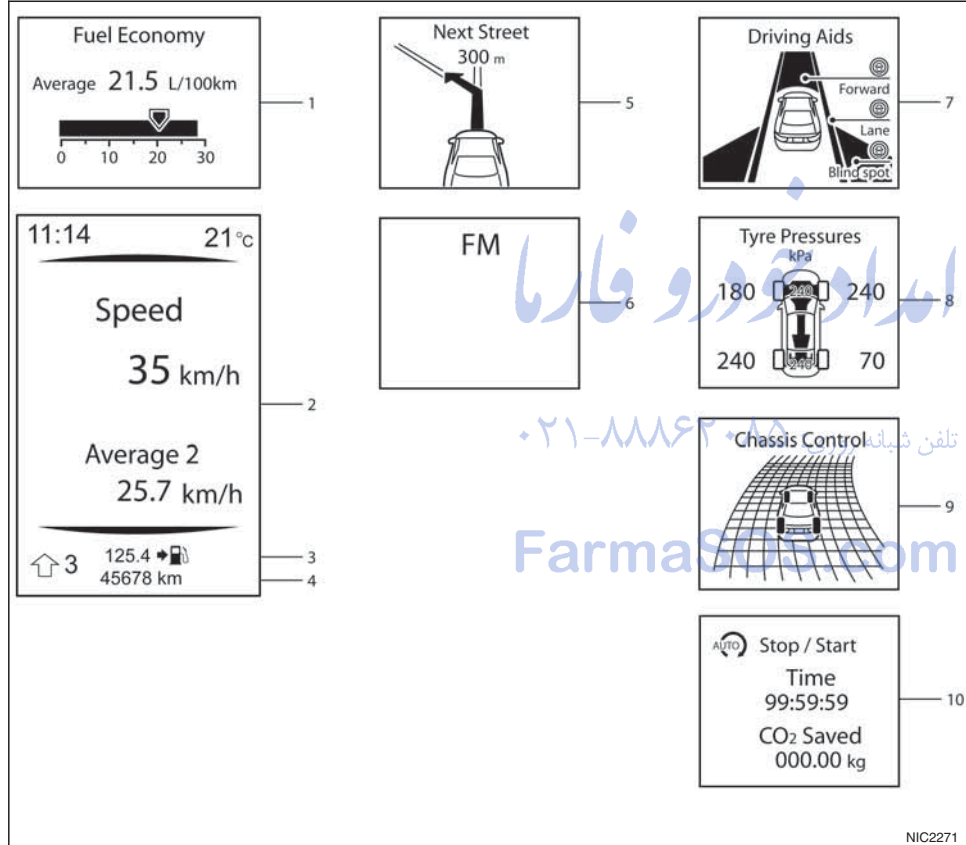 Fuel Economy
Average 21.5 L/100km
0 10 20 30
1
11:14 21°C
Speed
35 km/h
Average 2
25.7 km/h
2
3 125.4
3
45678 km
4
Next Street
300 m
5
FM
6
Driving Aids
Forward
Lane
Blind spot
7
Tyre Pressures
kPa
180 240 240
240 240 70
8
Chassis Control
9
AUTO Stop / Start
Time
99:59:59
CO2 Saved
000.00 kg
10
امداد خودرو فارما
تلفن شبانه روزی ۰۲۱-۸۸۸۶۲۰۸۵
FarmaSOS.com
NIC2271